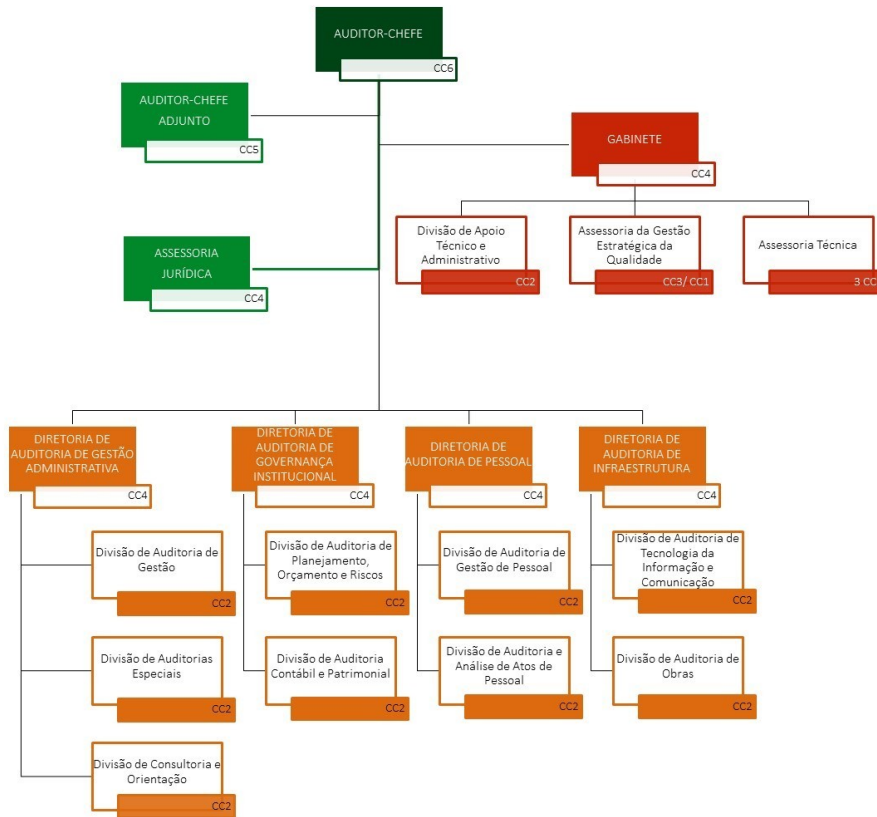 AUDITOR-CHEFE
CC6
AUDITOR-CHEFE
ADJUNTO
CC5
GABINETE
CC4
ASSESSORIA
JURÍDICA
CC4
Divisão de Apoio
Técnico e
Administrativo
CC2
Assessoria da Gestão
Estratégica da
Qualidade
CC3/ CC1
Assessoria Técnica
3 CC
DIRETORIA DE
AUDITORIA DE GESTÃO
ADMINISTRATIVA
CC4
Divisão de Auditoria de
Gestão
CC2
Divisão de Auditorias
Especiais
CC2
Divisão de Consultoria e
Orientação
CC2
DIRETORIA DE
AUDITORIA DE
GOVERNANÇA
INSTITUCIONAL
CC4
Divisão de Auditoria de
Planejamento,
Orçamento e Riscos
CC2
Divisão de Auditoria
Contábil e Patrimonial
CC2
DIRETORIA DE
AUDITORIA DE PESSOAL
CC4
Divisão de Auditoria de
Gestão de Pessoal
CC2
Divisão de Auditoria e
Análise de Atos de
Pessoal
CC2
DIRETORIA DE
AUDITORIA DE
INFRAESTRUTURA
CC4
Divisão de Auditoria de
Tecnologia da
Informação e
Comunicação
CC2
Divisão de Auditoria de
Obras
CC2